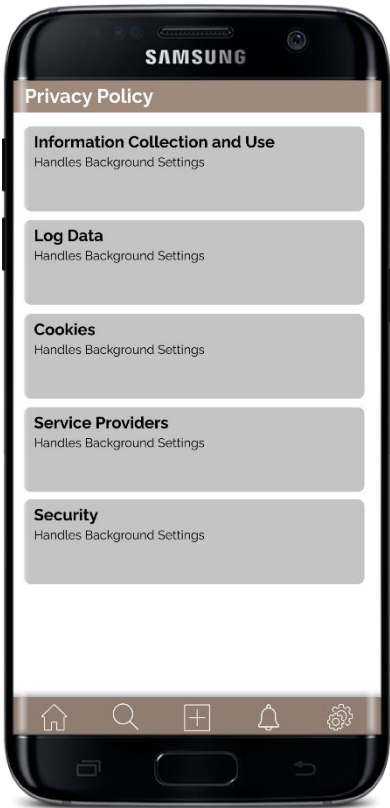 SAMSUNG
Privacy Policy
Information Collection and Use
Handles Background Settings
Log Data
Handles Background Settings
Cookies
Handles Background Settings
Service Providers
Handles Background Settings
Security
Handles Background Settings